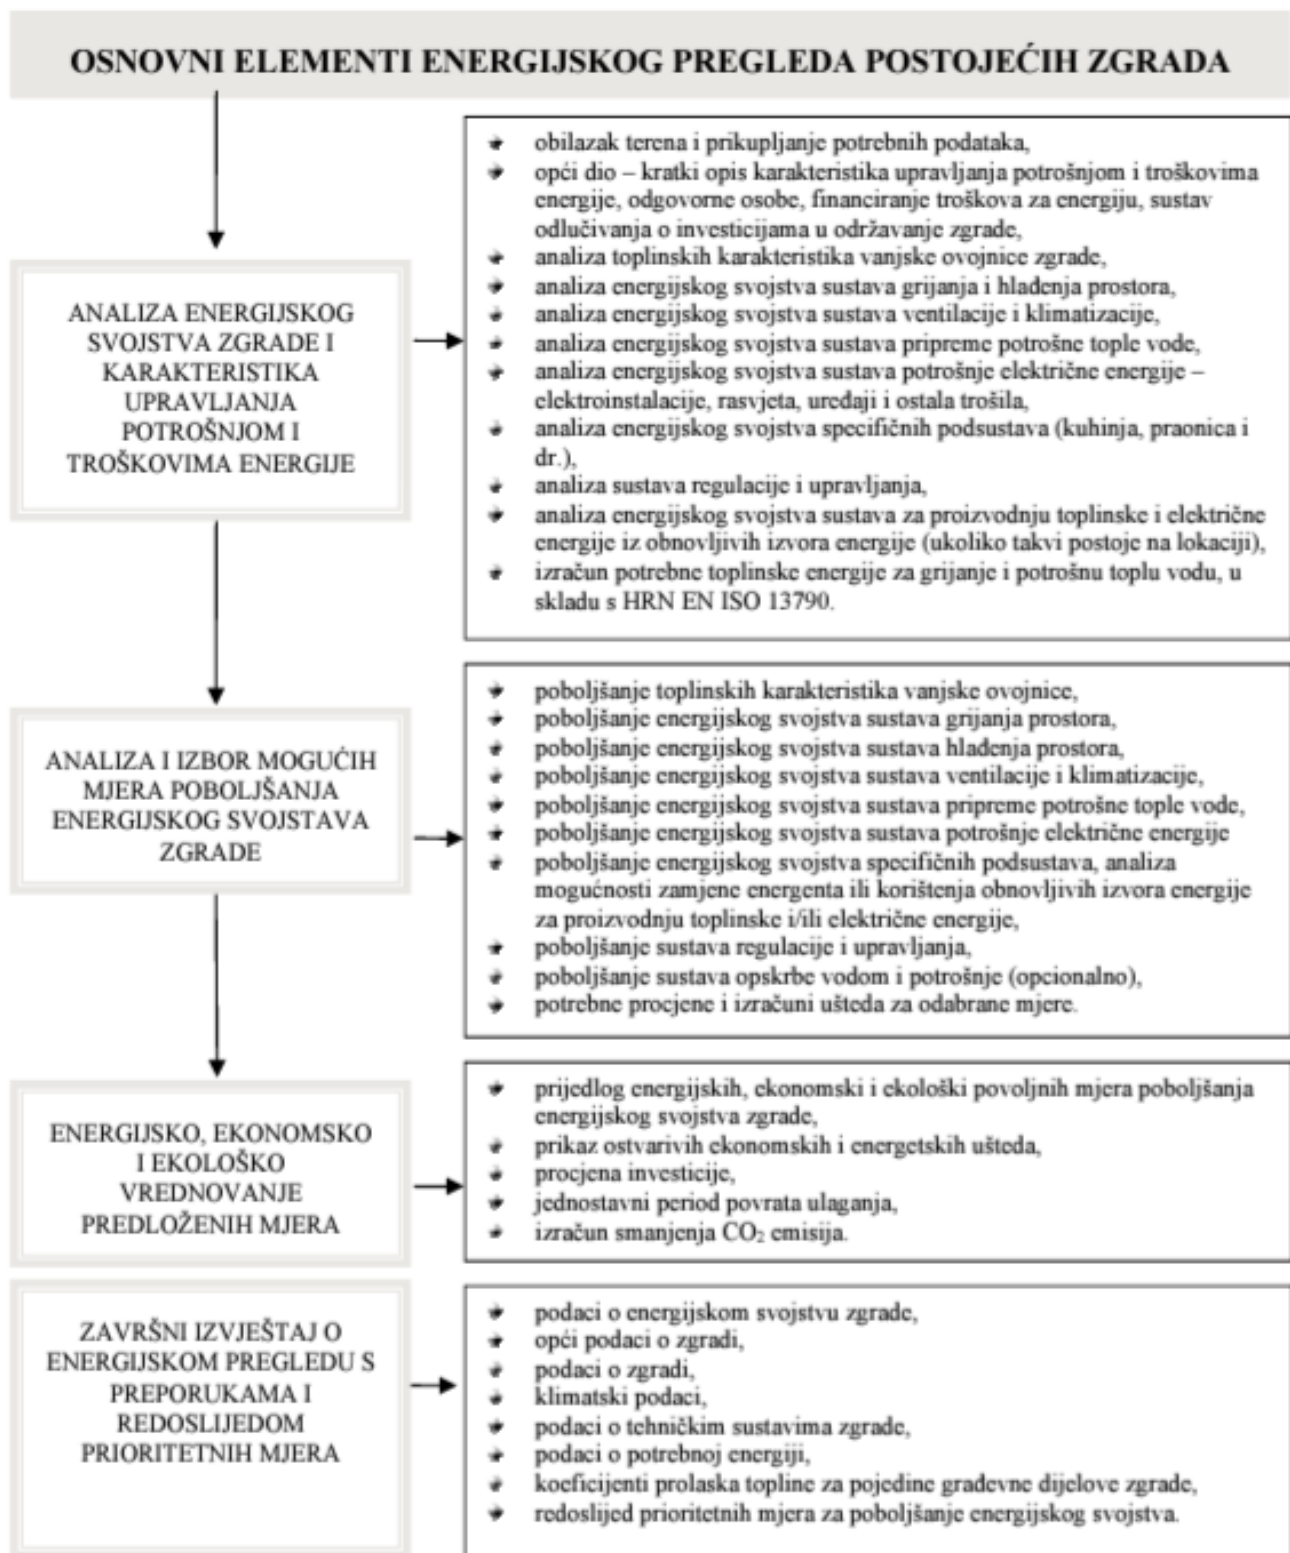 OSNOVNI ELEMENTI ENERGIJSKOG PREGLEDA POSTOJEĆIH ZGRADA
ANALIZA ENERGIJSKOG
SVOJSTVA ZGRADE I
KARAKTERISTIKA
UPRAVLJANJA
POTROŠNJOM I
TROŠKOVIMA ENERGIJE
obilazak terena i prikupljanje potrebnih podataka,
opći dio – kratki opis karakteristika upravljanja potrošnjom i troškovima
energije, odgovorne osobe, financiranje troškova za energiju, sustav
odlučivanja o investicijama u održavanje zgrade,
analiza toplinskih karakteristika vanjske ovojnice zgrade,
analiza energijskog svojstva sustava grijanja i hlađenja prostora,
analiza energijskog svojstva sustava ventilacije i klimatizacije,
analiza energijskog svojstva sustava pripreme potrošne tople vode,
analiza energijskog svojstva sustava potrošnje električne energije –
elektroinstalacije, rasvjeta, uređaji i ostala trošila,
analiza energijskog svojstva specifičnih podsustava (kuhinja, praonica i
dr.),
analiza sustava regulacije i upravljanja,
analiza energijskog svojstva sustava za proizvodnju toplinske i električne
energije iz obnovljivih izvora energije (ukoliko takvi postoje na lokaciji),
izračun potrebne toplinske energije za grijanje i potrošnu toplu vodu, u
skladu s HRN EN ISO 13790.
ANALIZA I IZBOR MOGUĆIH
MJERA POBOLJŠANJA
ENERGIJSKOG SVOJSTAVA
ZGRADE
poboljšanje toplinskih karakteristika vanjske ovojnice,
poboljšanje energijskog svojstva sustava grijanja prostora,
poboljšanje energijskog svojstva sustava hlađenja prostora,
poboljšanje energijskog svojstva sustava ventilacije i klimatizacije,
poboljšanje energijskog svojstva sustava pripreme potrošne tople vode,
poboljšanje energijskog svojstva sustava potrošnje električne energije
poboljšanje energijskog svojstva specifičnih podsustava, analiza
mogućnosti zamjene energenta ili korištenja obnovljivih izvora energije
za proizvodnju toplinske i/ili električne energije,
poboljšanje sustava regulacije i upravljanja,
poboljšanje sustava opskrbe vodom i potrošnje (opcionalno),
potrebne procjene i izračuni ušteda za odabrane mjere.
ENERGIJSKO, EKONOMSKO
I EKOLOŠKO
VREDNOVANJE
PREDLOŽENIH MJERA
prijedlog energijskih, ekonomski i ekološki povoljnih mjera poboljšanja
energijskog svojstva zgrade,
prikaz ostvarivih ekonomskih i energetskih ušteda,
procjena investicije,
jednostavni period povrata ulaganja,
izračun smanjenja CO₂ emisija.
ZAVRŠNI IZVJEŠTAJ O
ENERGIJSKOM PREGLEDU S
PREPORUKAMA I
REDOSLIJEDOM
PRIORITETNIH MJERA
podaci o energijskom svojstvu zgrade,
opći podaci o zgradi,
podaci o zgradi,
klimatski podaci,
podaci o tehničkim sustavima zgrade,
podaci o potrebnoj energiji,
koeficijenti prolaska topline za pojedine građevne dijelove zgrade,
redoslijed prioritetnih mjera za poboljšanje energijskog svojstva.